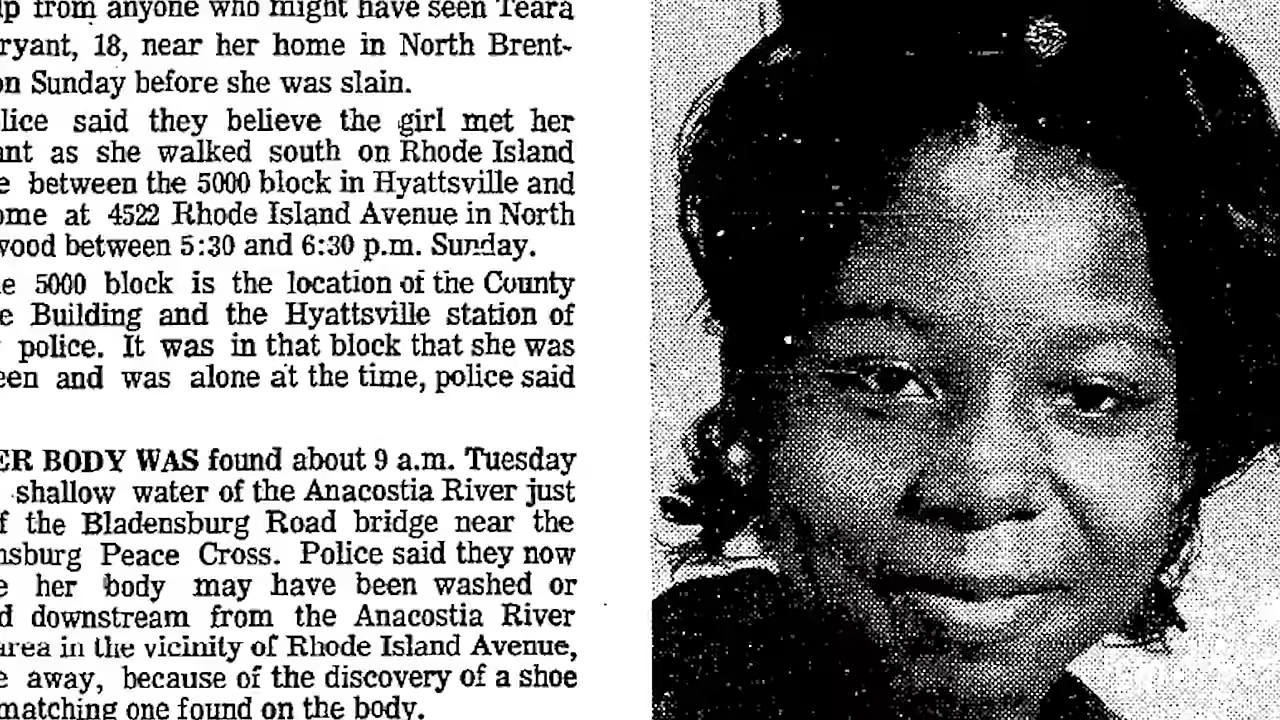 lp from anyone who might have seen Teara
ryant, 18, near her home in North Brent-
on Sunday before she was slain.
lice said they believe the girl met her
ant as she walked south on Rhode Island
e between the 5000 block in Hyattsville and
ome at 4522 Rhode Island Avenue in North
wood between 5:30 and 6:30 p.m. Sunday.
e 5000 block is the location of the County
e Building and the Hyattsville station of
police. It was in that block that she was
een and was alone at the time, police said
ER BODY WAS found about 9 a.m. Tuesday
shallow water of the Anacostia River just
f the Bladensburg Road bridge near the
nsburg Peace Cross. Police said they now
e her body may have been washed or
d downstream from the Anacostia River
area in the vicinity of Rhode Island Avenue,
e away, because of the discovery of a shoe
matching one found on the body.